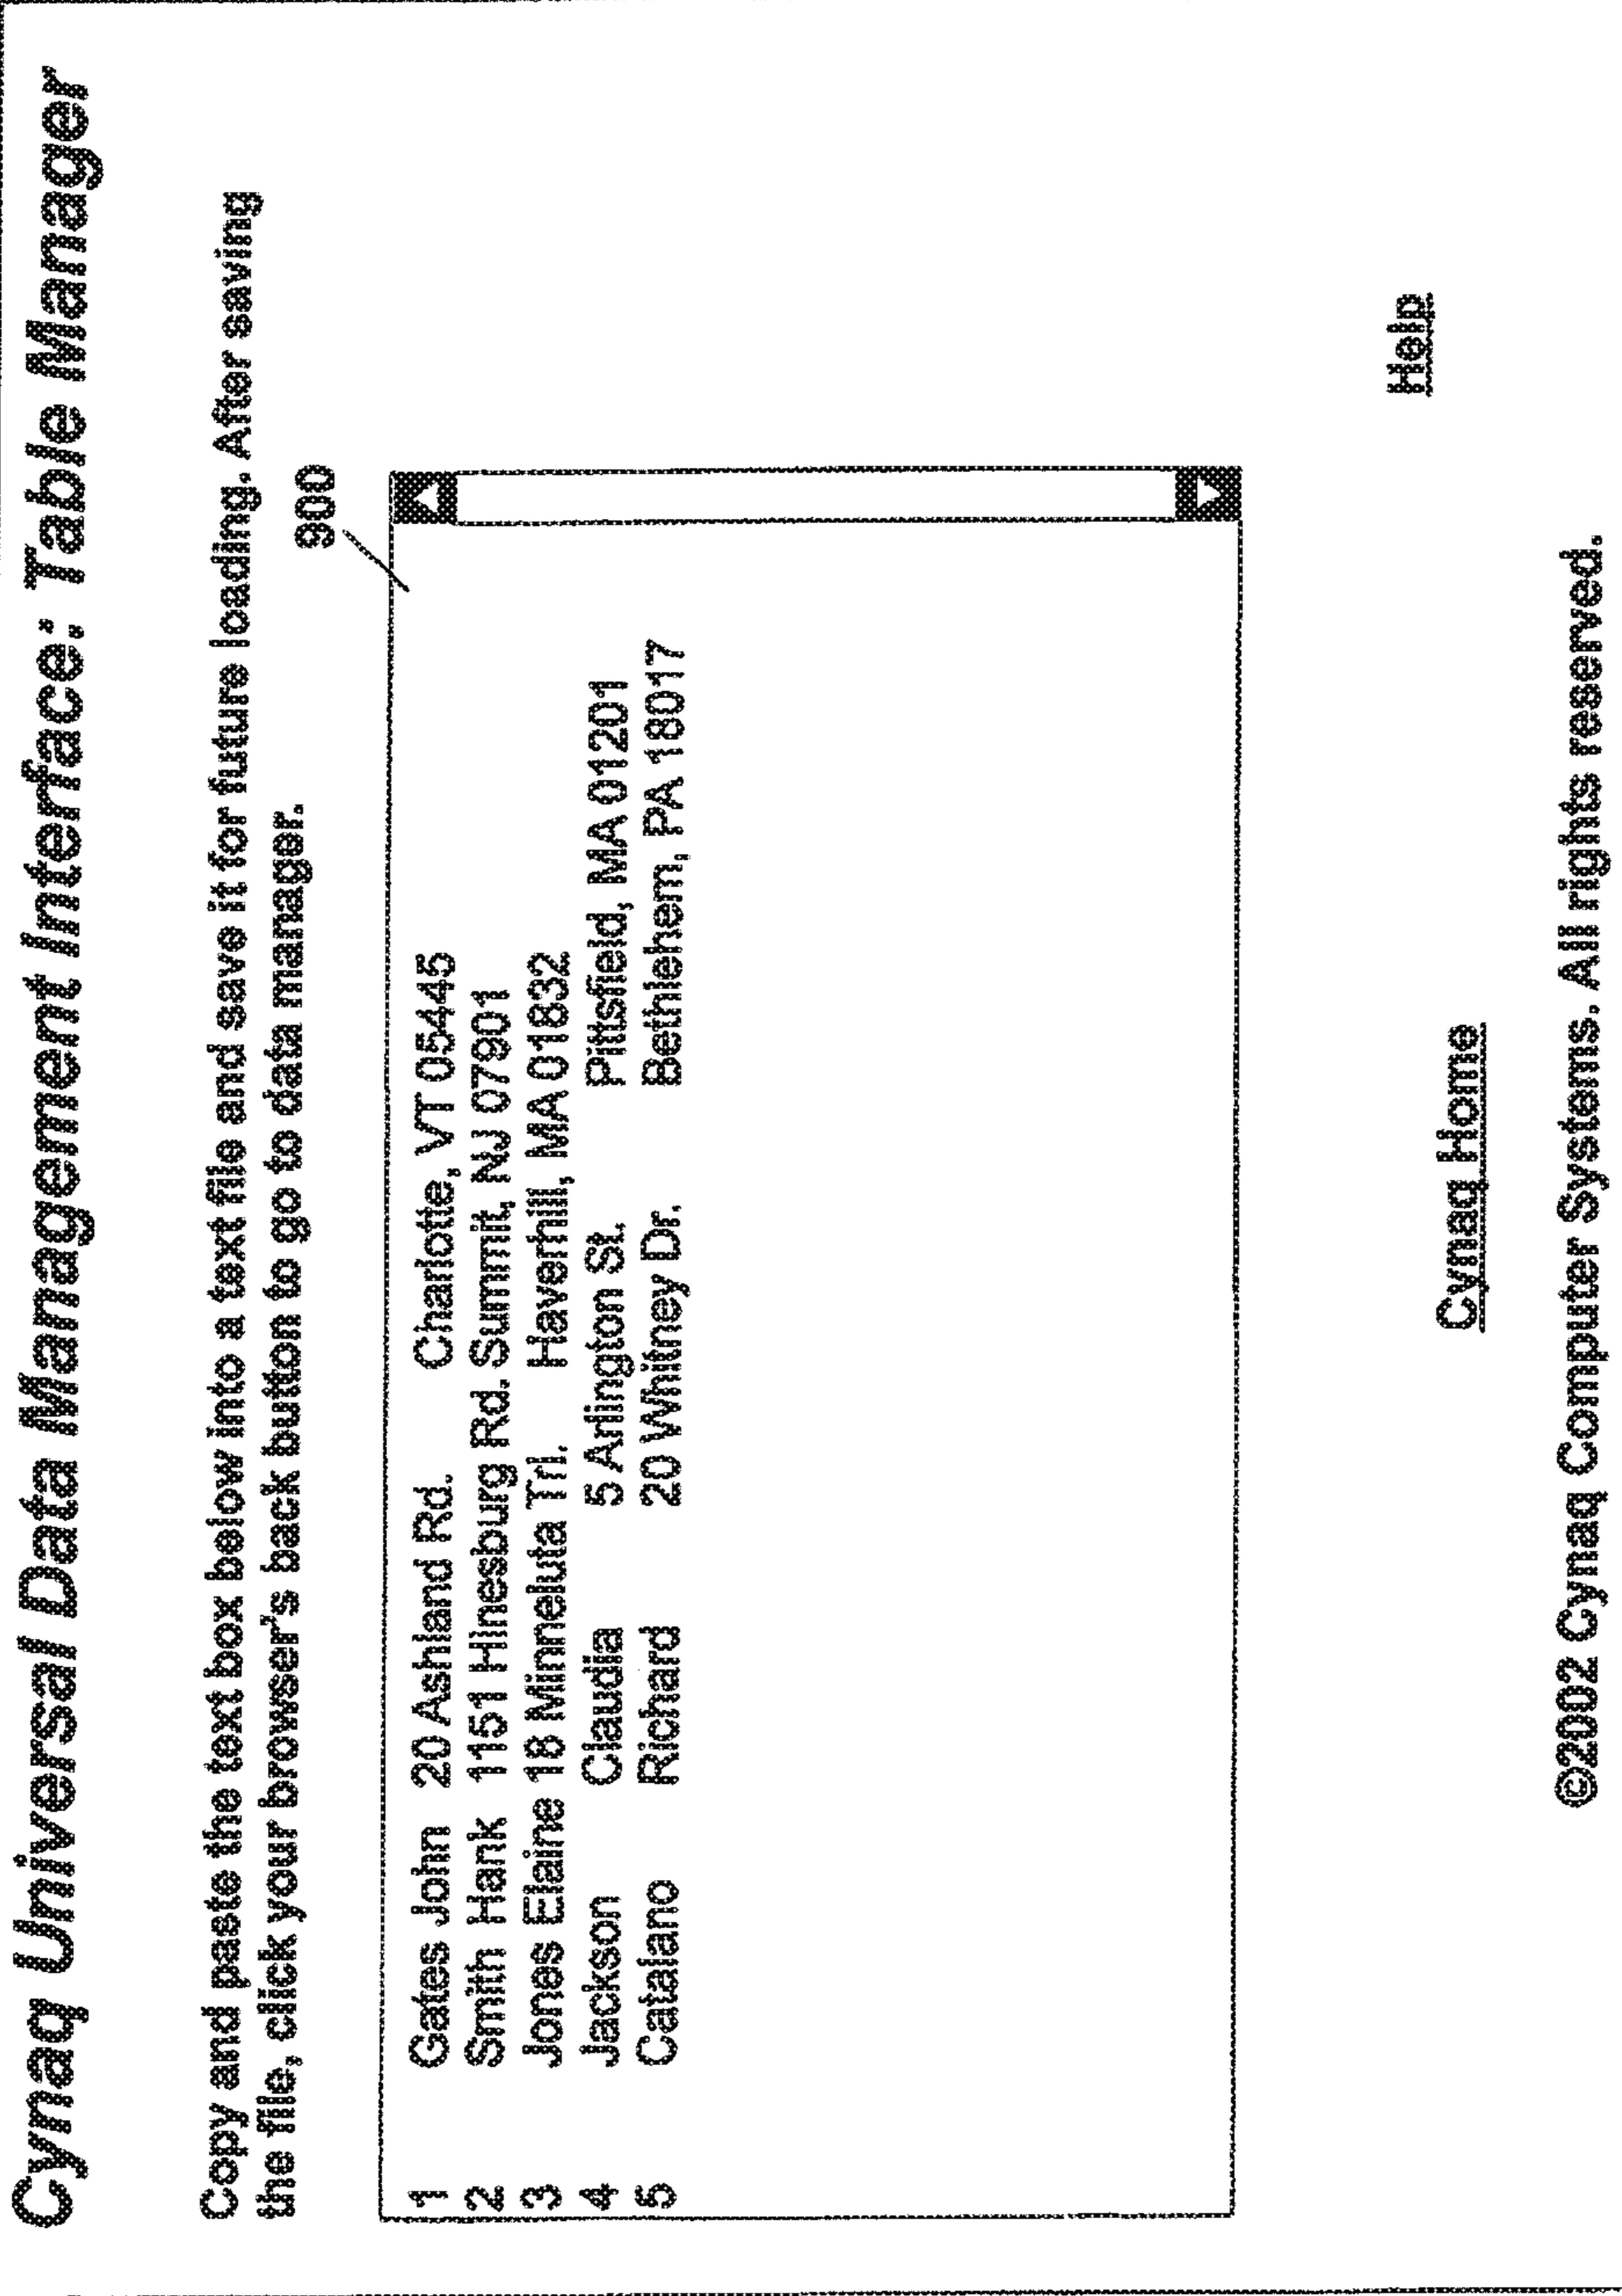 Cynaq Universal Data Management Interface: Table Manager
Copy and paste the text box below into a text file and save it for future loading. After saving
the file, click your browser's back button to go to data manager.
900
1 Gates John 20 Ashland Rd. Charlotte, VT 05445
2 Smith Hank 1151 Hinesburg Rd. Summit, NJ 07901
3 Jones Elaine 18 Minneluta Trl. Haverhill, MA 01832
4 Jackson Claudia 5 Arlington St. Pittsfield, MA 01201
5 Catalano Richard 20 Whitney Dr. Bethlehem, PA 18017
Help
Cynaq Home
©2002 Cynaq Computer Systems. All rights reserved.